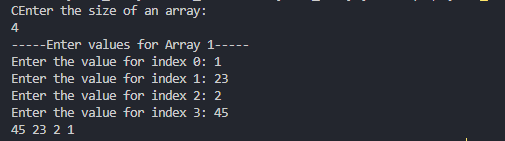 CEnter the size of an array:
4
-----Enter values for Array 1-----
Enter the value for index 0: 1
Enter the value for index 1: 23
Enter the value for index 2: 2
Enter the value for index 3: 45
45 23 2 1